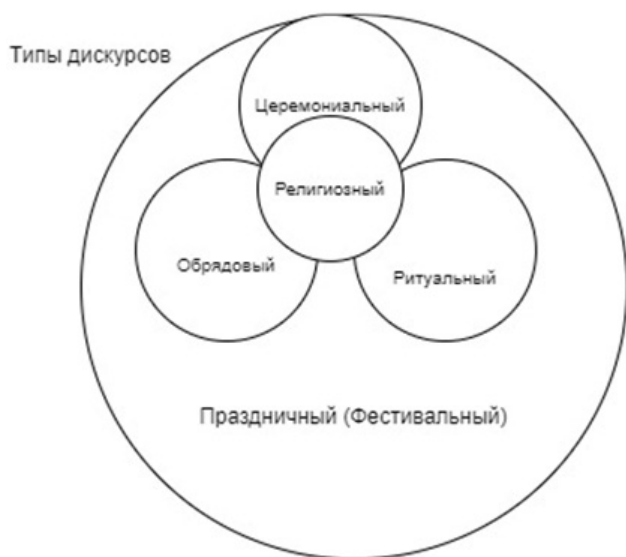 Типы дискурсов
Церемониальный
Религиозный
Обрядовый
Ритуальный
Праздничный (Фестивальный)